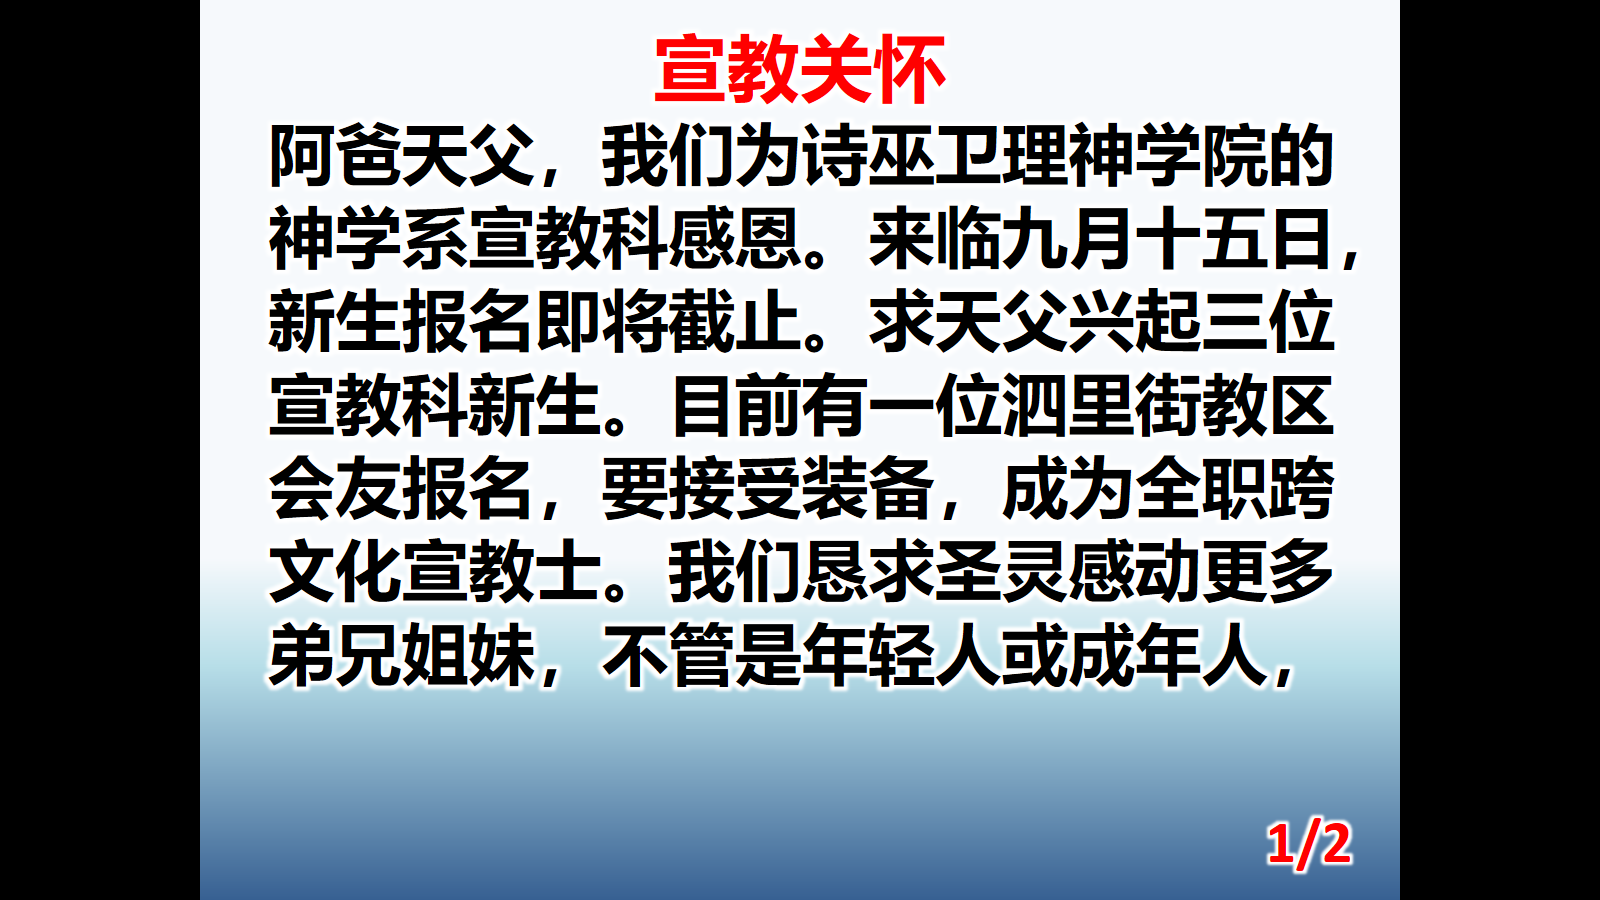 宣教关怀
阿爸天父，我们为诗巫卫理神学院的
神学系宣教科感恩。来临九月十五日，
新生报名即将截止。求天父兴起三位
宣教科新生。目前有一位泗里街教区
会友报名，要接受装备，成为全职跨
文化宣教士。我们恳求圣灵感动更多
弟兄姐妹，不管是年轻人或成年人，
1/2